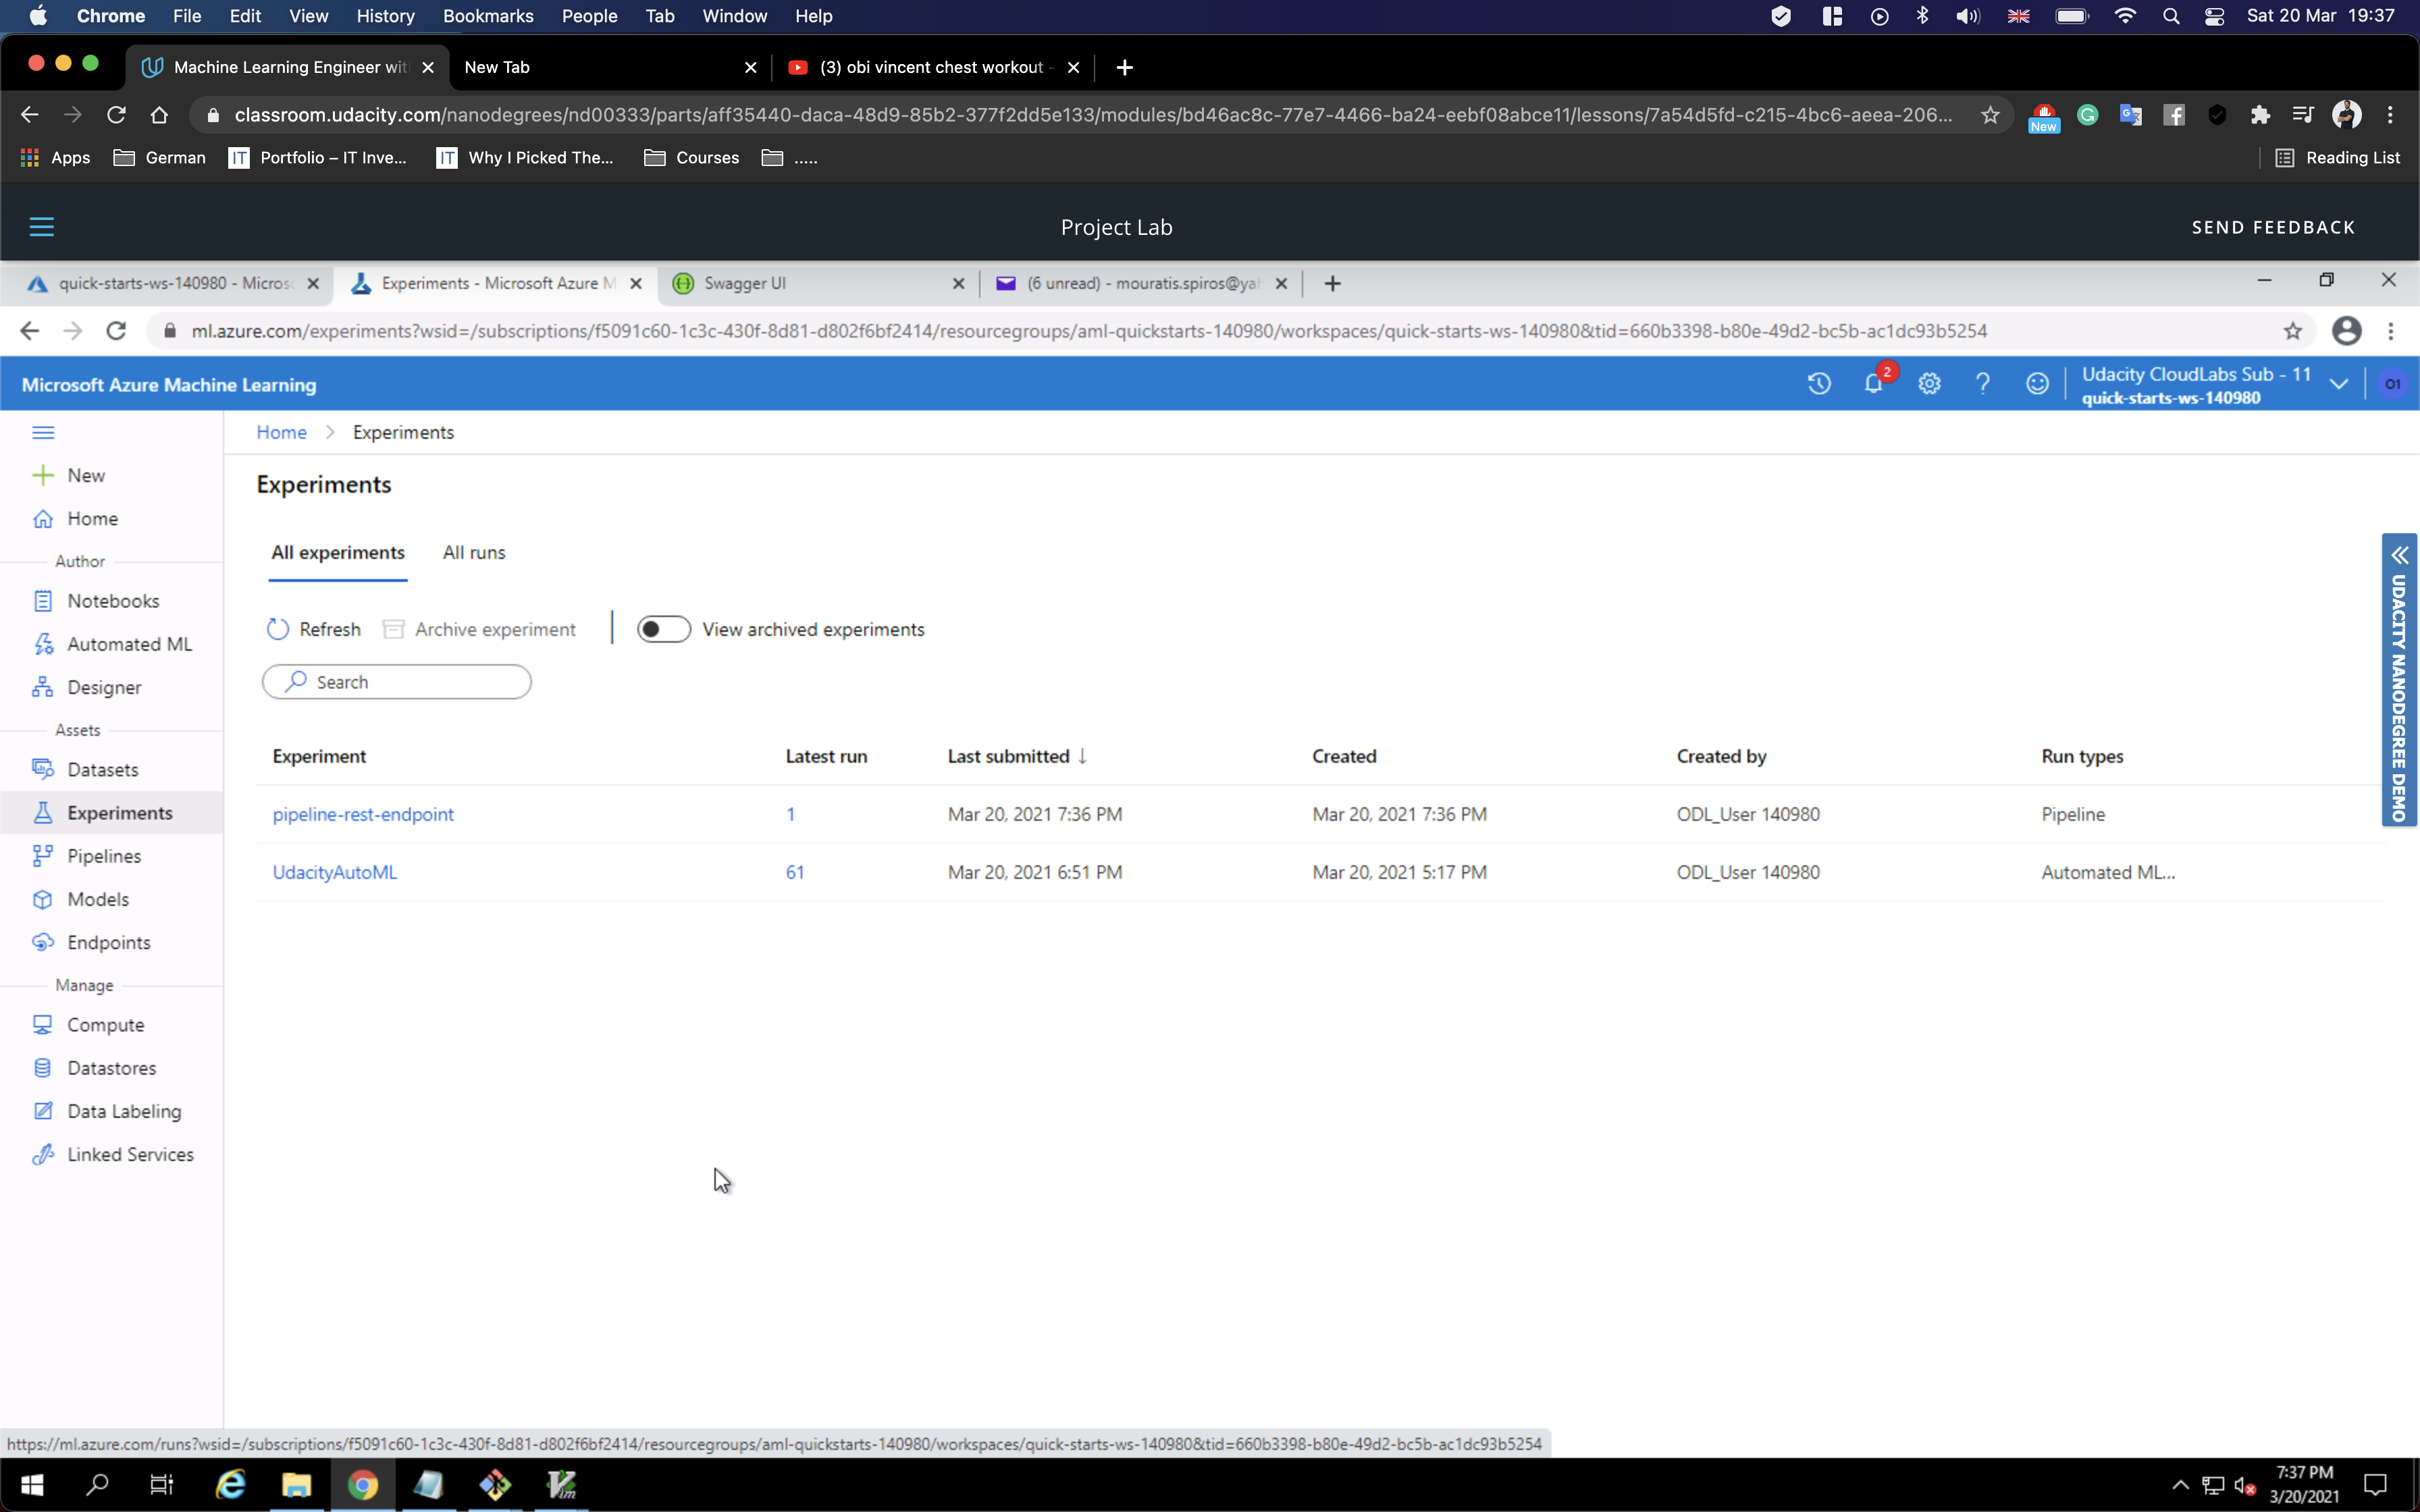 Chrome File Edit View History Bookmarks People Tab Window Help Sat 20 Mar 19:37
Machine Learning Engineer wit New Tab (3) obi vincent chest workout -
classroom.udacity.com/nanodegrees/nd00333/parts/aff35440-daca-48d9-85b2-377f2dd5e133/modules/bd46ac8c-77e7-4466-ba24-eebf08abce11/lessons/7a54d5fd-c215-4bc6-aeea-206...
New
Apps German IT Portfolio – IT Inve... IT Why I Picked The... Courses ..... Reading List
Project Lab SEND FEEDBACK
quick-starts-ws-140980 - Micros Experiments - Microsoft Azure M Swagger UI (6 unread) - mouratis.spiros@yah
ml.azure.com/experiments?wsid=/subscriptions/f5091c60-1c3c-430f-8d81-d802f6bf2414/resourcegroups/aml-quickstarts-140980/workspaces/quick-starts-ws-140980&tid=660b3398-b80e-49d2-bc5b-ac1dc93b5254
Microsoft Azure Machine Learning 2 Udacity CloudLabs Sub - 11 O1
quick-starts-ws-140980
Home > Experiments
New
Home
Author
Notebooks
Automated ML
Designer
Assets
Datasets
Experiments
Pipelines
Models
Endpoints
Manage
Compute
Datastores
Data Labeling
Linked Services
Experiments
All experiments All runs
Refresh Archive experiment View archived experiments
Search
Experiment Latest run Last submitted ↓ Created Created by Run types
pipeline-rest-endpoint 1 Mar 20, 2021 7:36 PM Mar 20, 2021 7:36 PM ODL_User 140980 Pipeline
UdacityAutoML 61 Mar 20, 2021 6:51 PM Mar 20, 2021 5:17 PM ODL_User 140980 Automated ML...
UDACITY NANODEGREE DEMO
https://ml.azure.com/runs?wsid=/subscriptions/f5091c60-1c3c-430f-8d81-d802f6bf2414/resourcegroups/aml-quickstarts-140980/workspaces/quick-starts-ws-140980&tid=660b3398-b80e-49d2-bc5b-ac1dc93b5254
7:37 PM
3/20/2021